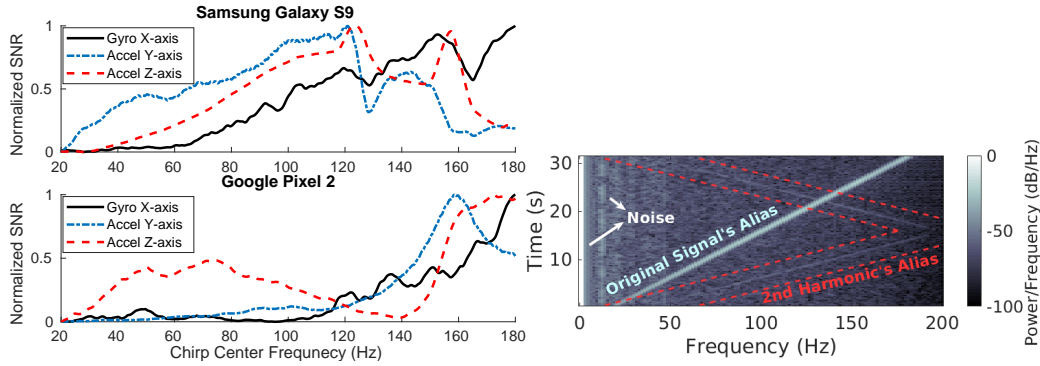 Samsung Galaxy S9
Normalized SNR
1
0.5
0
Gyro X-axis
Accel Y-axis
Accel Z-axis
20 40 60 80 100 120 140 160 180
Google Pixel 2
Normalized SNR
1
0.5
0
Gyro X-axis
Accel Y-axis
Accel Z-axis
20 40 60 80 100 120 140 160 180
Chirp Center Frequnecy (Hz)
Time (s)
30
20
10
Noise
Original Signal's Alias
2nd Harmonic's Alias
0 50 100 150 200
Frequency (Hz)
0
-50
-100
Power/Frequency (dB/Hz)